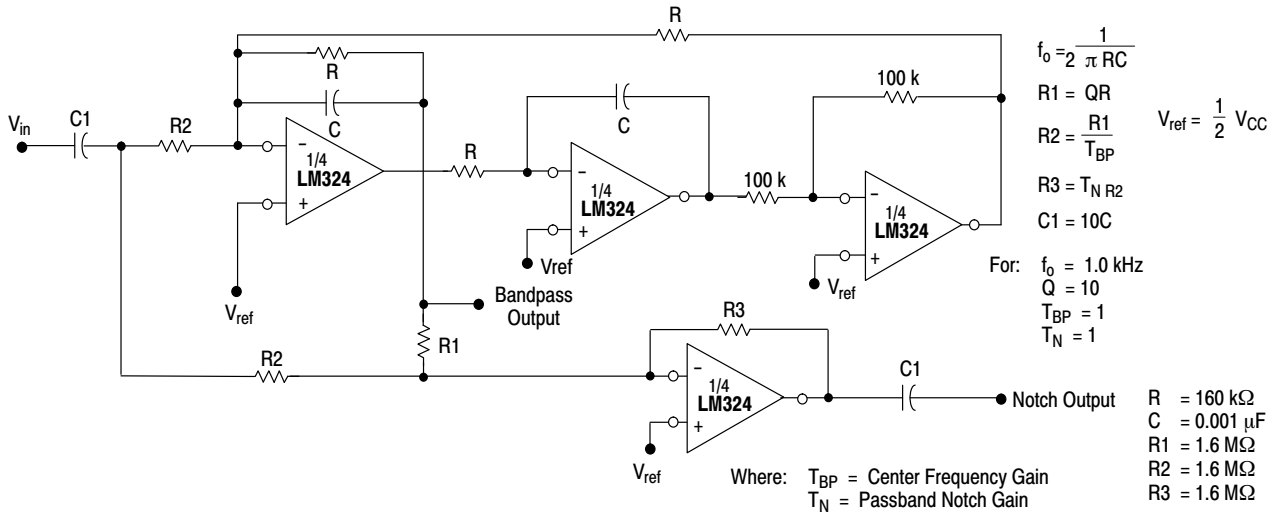 R
R
C
V_in
C1
R2
–
1/4
LM324
+
V_ref
Bandpass
Output
R
C
–
1/4
LM324
+
Vref
100 k
100 k
–
1/4
LM324
+
V_ref
R1
R2
R3
–
1/4
LM324
+
V_ref
C1
Notch Output
f_o = 2 1/π RC
R1 = QR
R2 = R1/T_BP
R3 = T_N R2
C1 = 10C
V_ref = 1/2 V_CC
For: f_o = 1.0 kHz
Q = 10
T_BP = 1
T_N = 1
R = 160 kΩ
C = 0.001 μF
R1 = 1.6 MΩ
R2 = 1.6 MΩ
R3 = 1.6 MΩ
Where: T_BP = Center Frequency Gain
T_N = Passband Notch Gain